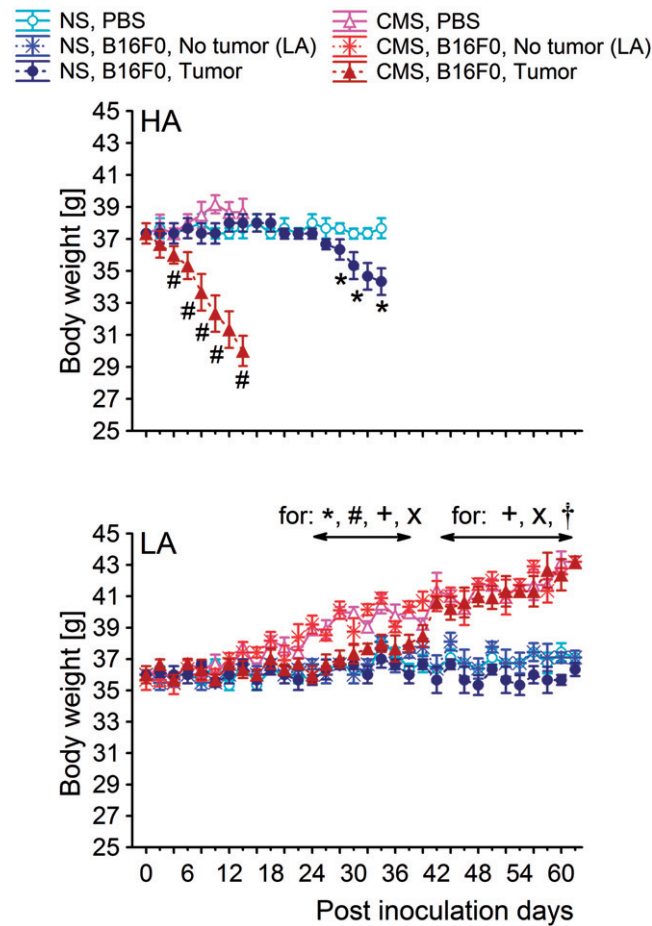 NS, PBS
CMS, PBS
NS, B16F0, No tumor (LA)
CMS, B16F0, No tumor (LA)
NS, B16F0, Tumor
CMS, B16F0, Tumor
HA
Body weight [g]
45
43
41
39
37
35
33
31
29
27
25
# # # # #
* * *
LA
for: *, #, +, x
for: +, x, †
Body weight [g]
45
43
41
39
37
35
33
31
29
27
25
0 6 12 18 24 30 36 42 48 54 60
Post inoculation days